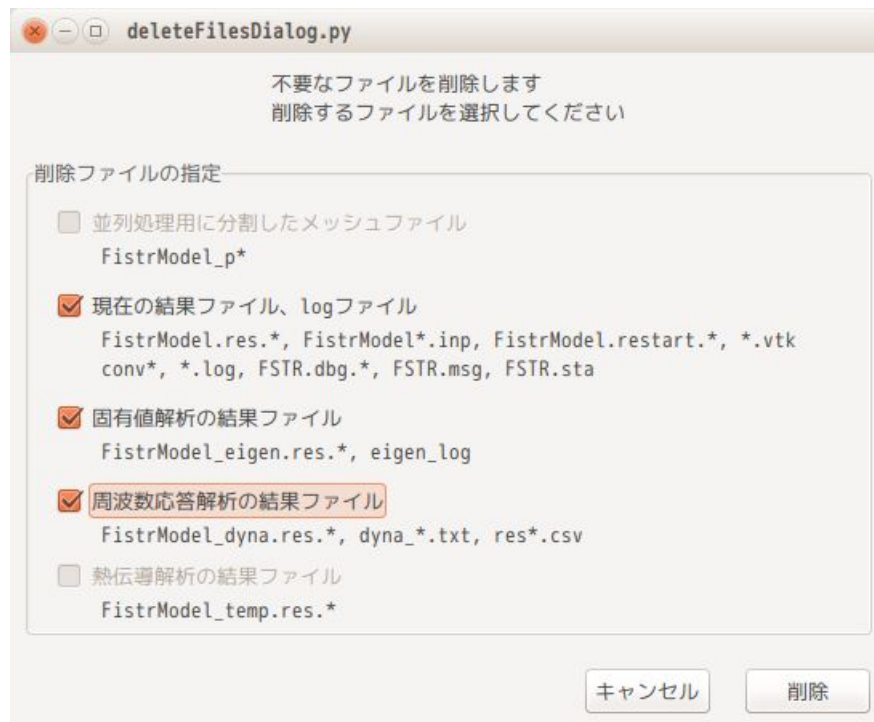 deleteFilesDialog.py
不要なファイルを削除します
削除するファイルを選択してください
削除ファイルの指定
並列処理用に分割したメッシュファイル
FistrModel_p*
現在の結果ファイル、logファイル
FistrModel.res.*, FistrModel*.inp, FistrModel.restart.*, *.vtk
conv*, *.log, FSTR.dbg.*, FSTR.msg, FSTR.sta
固有値解析の結果ファイル
FistrModel_eigen.res.*, eigen_log
周波数応答解析の結果ファイル
FistrModel_dyna.res.*, dyna_*.txt, res*.csv
熱伝導解析の結果ファイル
FistrModel_temp.res.*
キャンセル 削除